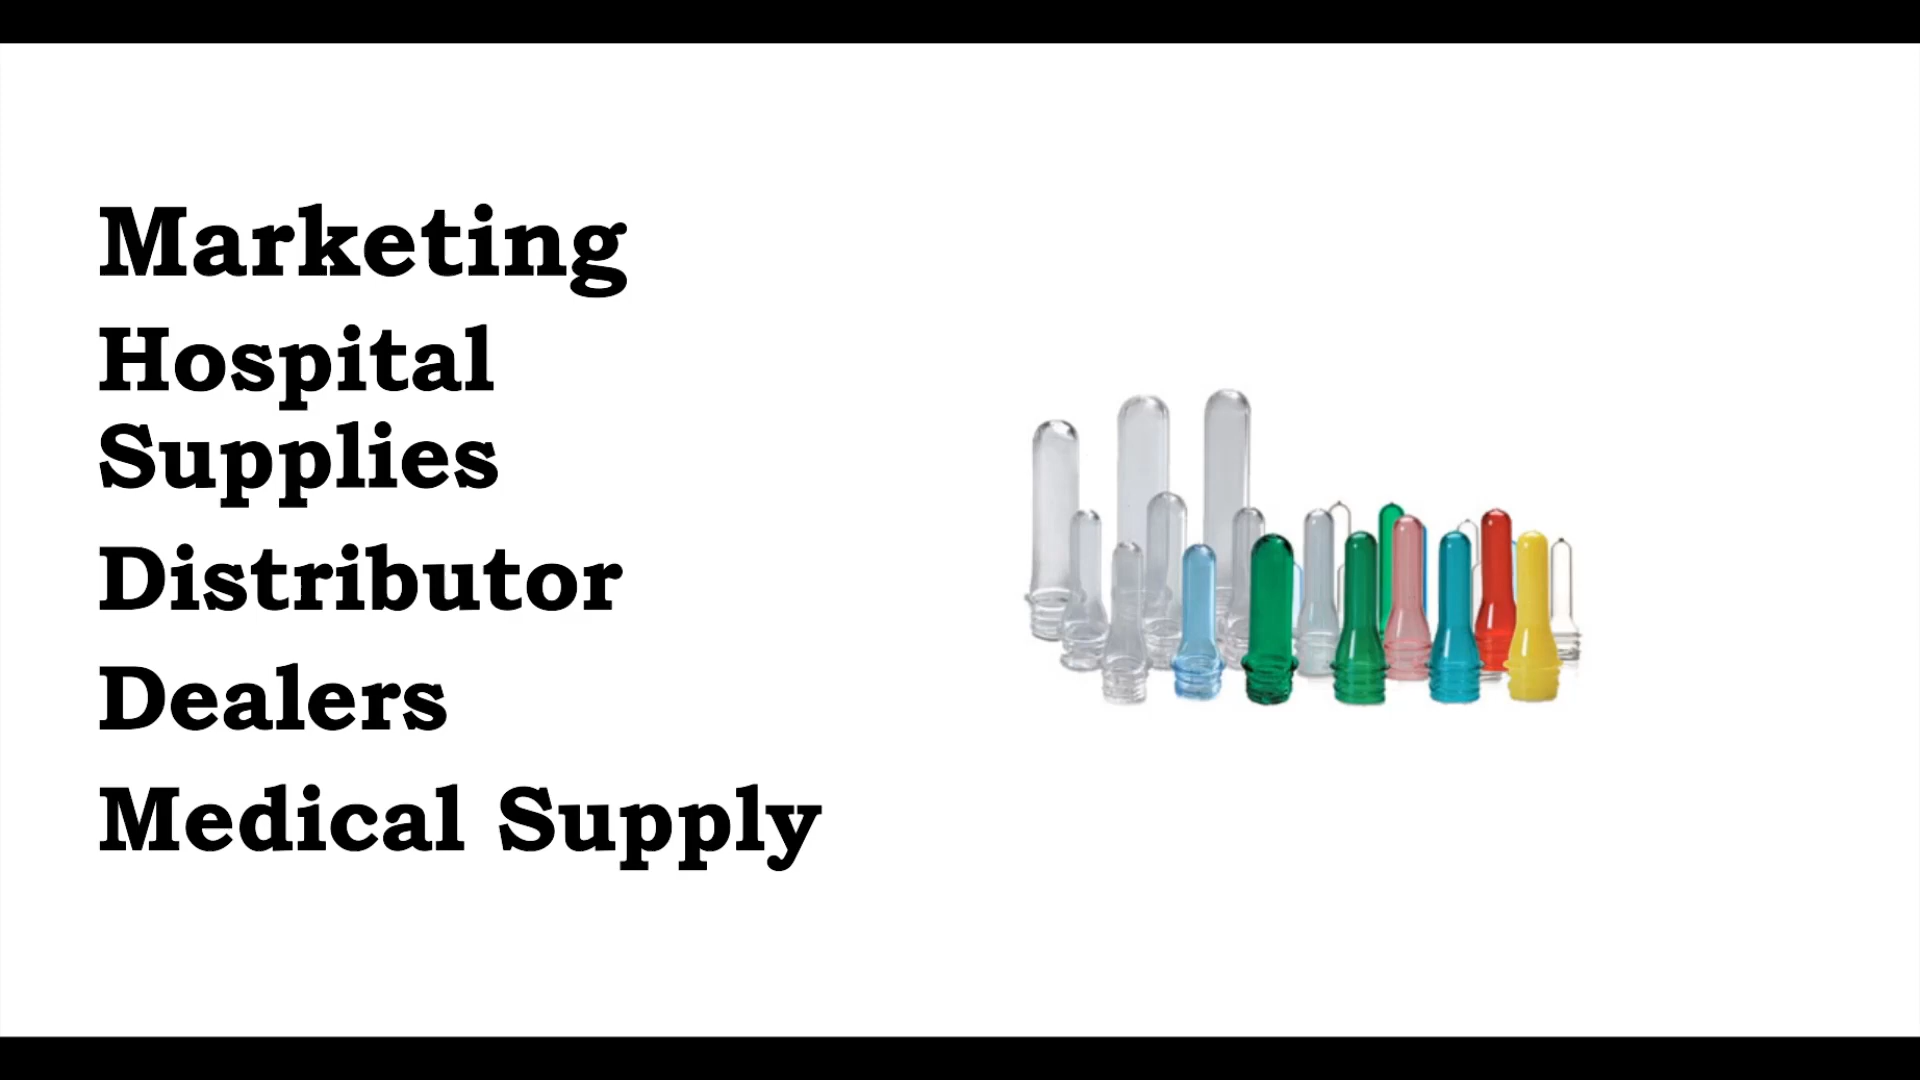 Marketing
Hospital
Supplies
Distributor
Dealers
Medical Supply